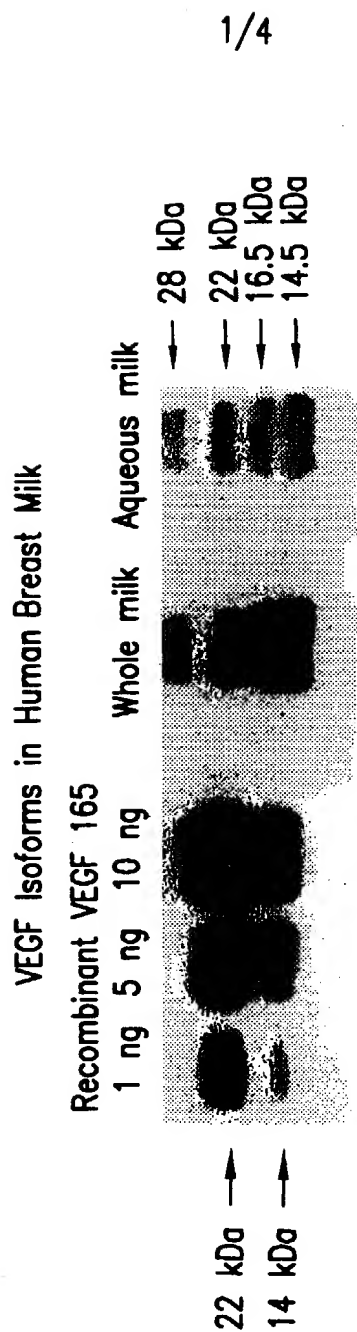 1/4
VEGF Isoforms in Human Breast Milk
Recombinant VEGF 165
1 ng 5 ng 10 ng Whole milk Aqueous milk
22 kDa →
14 kDa →
← 28 kDa
← 22 kDa
← 16.5 kDa
← 14.5 kDa